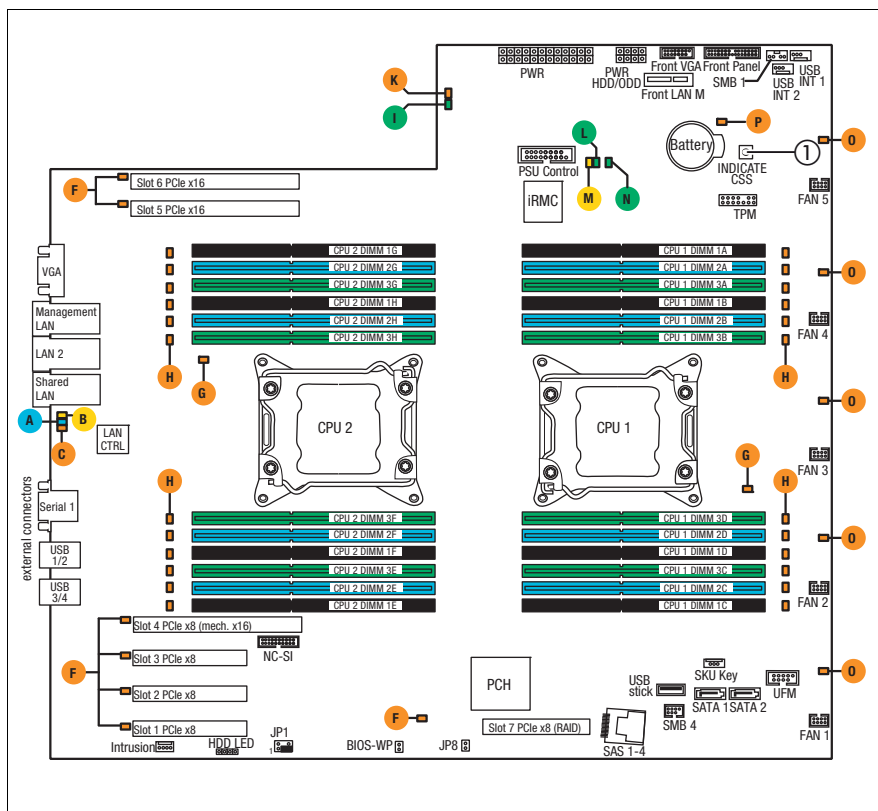 PWR
PWR
HDD/ODD
Front VGA
Front Panel
SMB 1
USB
INT 1
USB
INT 2
Front LAN M
K
I
L
P
O
Battery
1
INDICATE
CSS
PSU Control
M
N
iRMC
TPM
FAN 5
F
Slot 6 PCIe x16
Slot 5 PCIe x16
VGA
Management
LAN
LAN 2
Shared
LAN
CPU 2 DIMM 1G
CPU 2 DIMM 2G
CPU 2 DIMM 3G
CPU 2 DIMM 1H
CPU 2 DIMM 2H
CPU 2 DIMM 3H
CPU 1 DIMM 1A
CPU 1 DIMM 2A
CPU 1 DIMM 3A
CPU 1 DIMM 1B
CPU 1 DIMM 2B
CPU 1 DIMM 3B
O
FAN 4
H
G
H
CPU 2
CPU 1
O
A
B
C
LAN
CTRL
FAN 3
G
H
H
external connectors
Serial 1
USB
1/2
USB
3/4
CPU 2 DIMM 3F
CPU 2 DIMM 2F
CPU 2 DIMM 1F
CPU 2 DIMM 3E
CPU 2 DIMM 2E
CPU 2 DIMM 1E
CPU 1 DIMM 3D
CPU 1 DIMM 2D
CPU 1 DIMM 1D
CPU 1 DIMM 3C
CPU 1 DIMM 2C
CPU 1 DIMM 1C
O
FAN 2
F
Slot 4 PCIe x8 (mech. x16)
Slot 3 PCIe x8
Slot 2 PCIe x8
Slot 1 PCIe x8
NC-SI
PCH
USB
stick
SKU Key
SATA 1
SATA 2
UFM
O
F
Slot 7 PCIe x8 (RAID)
SMB 4
FAN 1
Intrusion
HDD LED
JP1
1
BIOS-WP
JP8
SAS 1-4